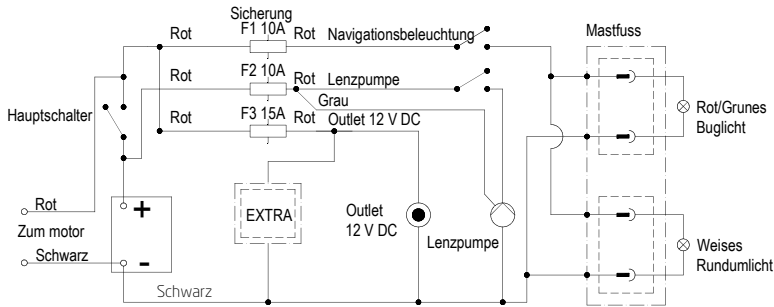 Sicherung
F1 10A
Rot
Rot
Navigationsbeleuchtung
Mastfuss
F2 10A
Rot
Rot
Lenzpumpe
Grau
Hauptschalter
F3 15A
Rot
Rot
Outlet 12 V DC
Rot/Grunes
Buglicht
+
Rot
EXTRA
Outlet
12 V DC
Zum motor
Lenzpumpe
Schwarz
-
Weises
Rundumlicht
Schwarz